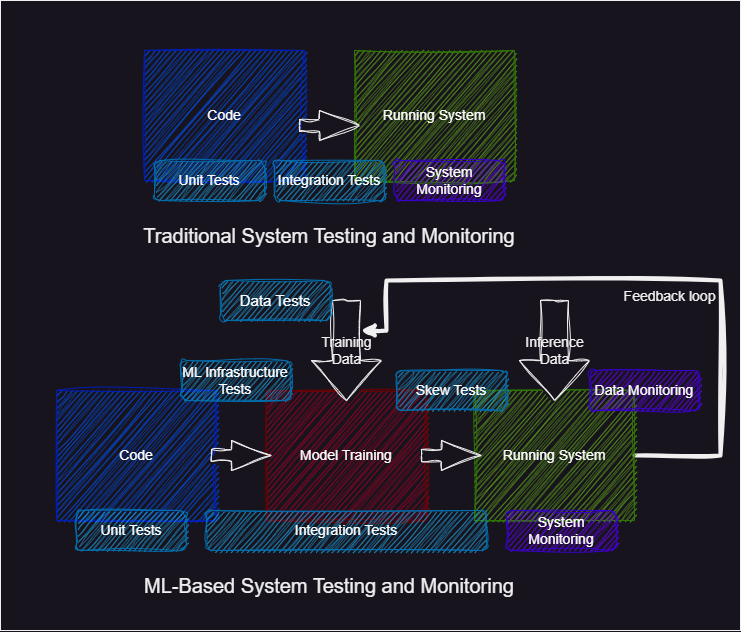 Code
Running System
Unit Tests
Integration Tests
System
Monitoring
Traditional System Testing and Monitoring
Data Tests
Feedback loop
Training
Data
Inference
Data
ML Infrastructure
Tests
Skew Tests
Data Monitoring
Code
Model Training
Running System
Unit Tests
Integration Tests
System
Monitoring
ML-Based System Testing and Monitoring